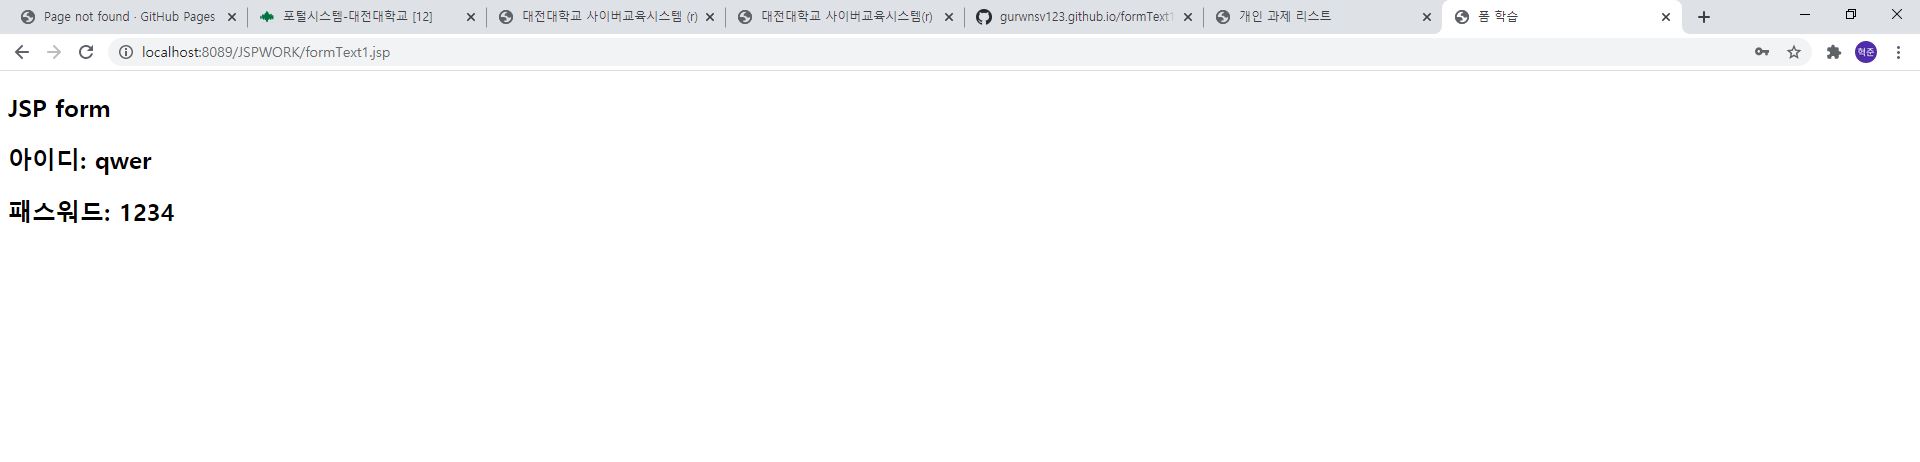 Page not found · GitHub Pages
포털시스템-대전대학교 [12]
대전대학교 사이버교육시스템 (r)
대전대학교 사이버교육시스템(r)
gurwnsv123.github.io/formText1
개인 과제 리스트
폼 학습
localhost:8089/JSPWORK/formText1.jsp
혁준
JSP form
아이디: qwer
패스워드: 1234